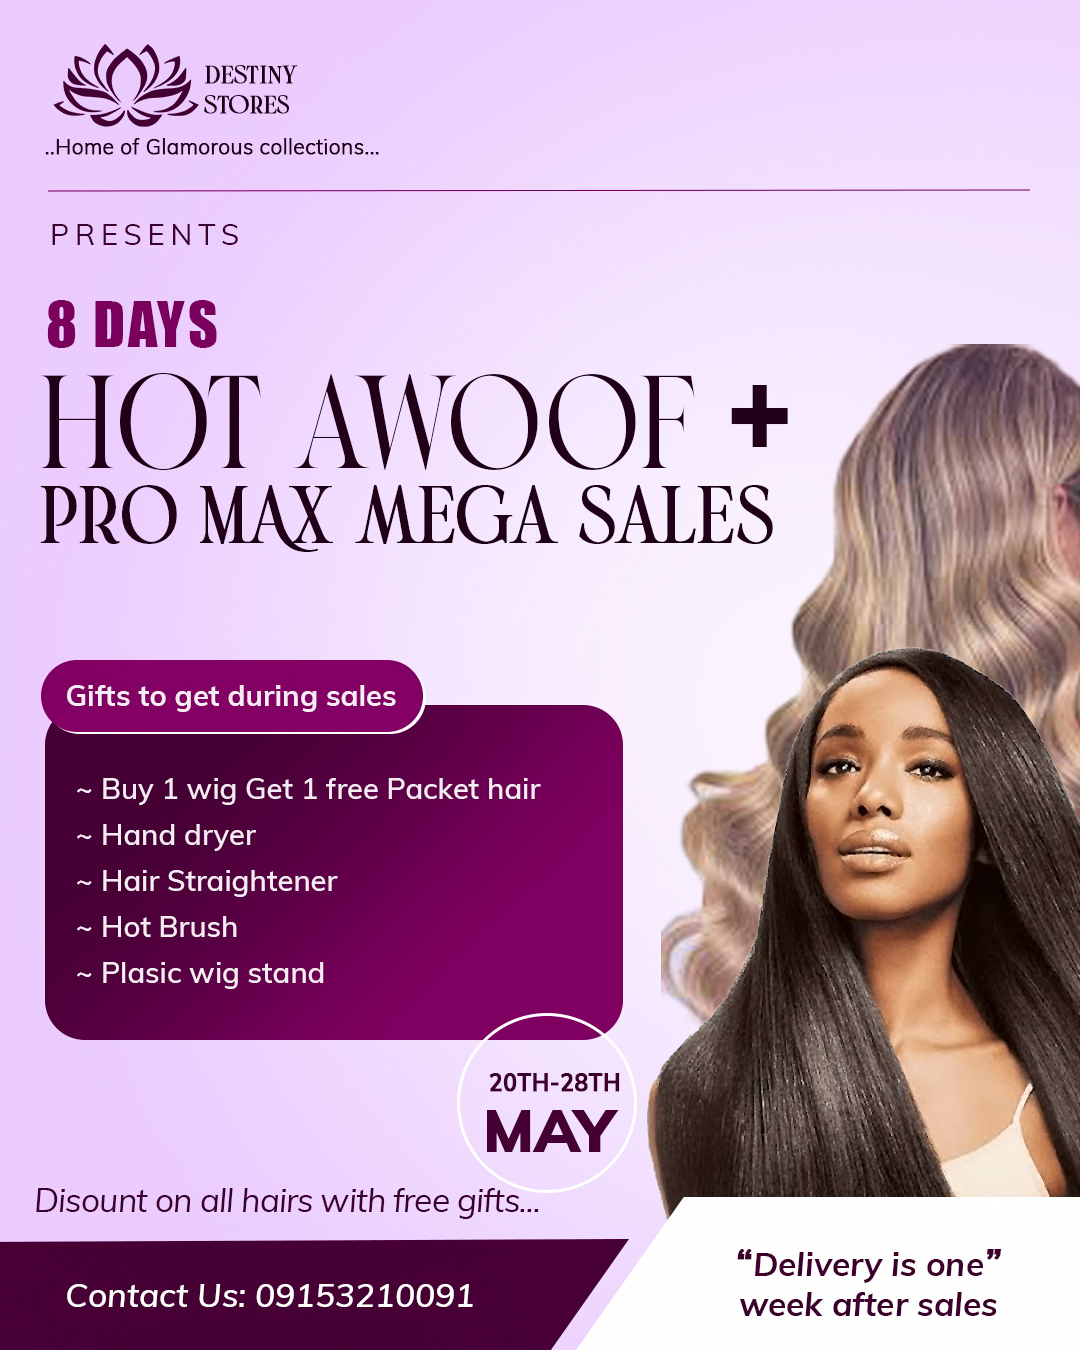 DESTINY
STORES
..Home of Glamorous collections...
PRESENTS
8 DAYS
HOT AWOOF +
PRO MAX MEGA SALES
Gifts to get during sales
~ Buy 1 wig Get 1 free Packet hair
~ Hand dryer
~ Hair Straightener
~ Hot Brush
~ Plasic wig stand
20TH-28TH
MAY
Disount on all hairs with free gifts...
Contact Us: 09153210091
❝Delivery is one❞
week after sales